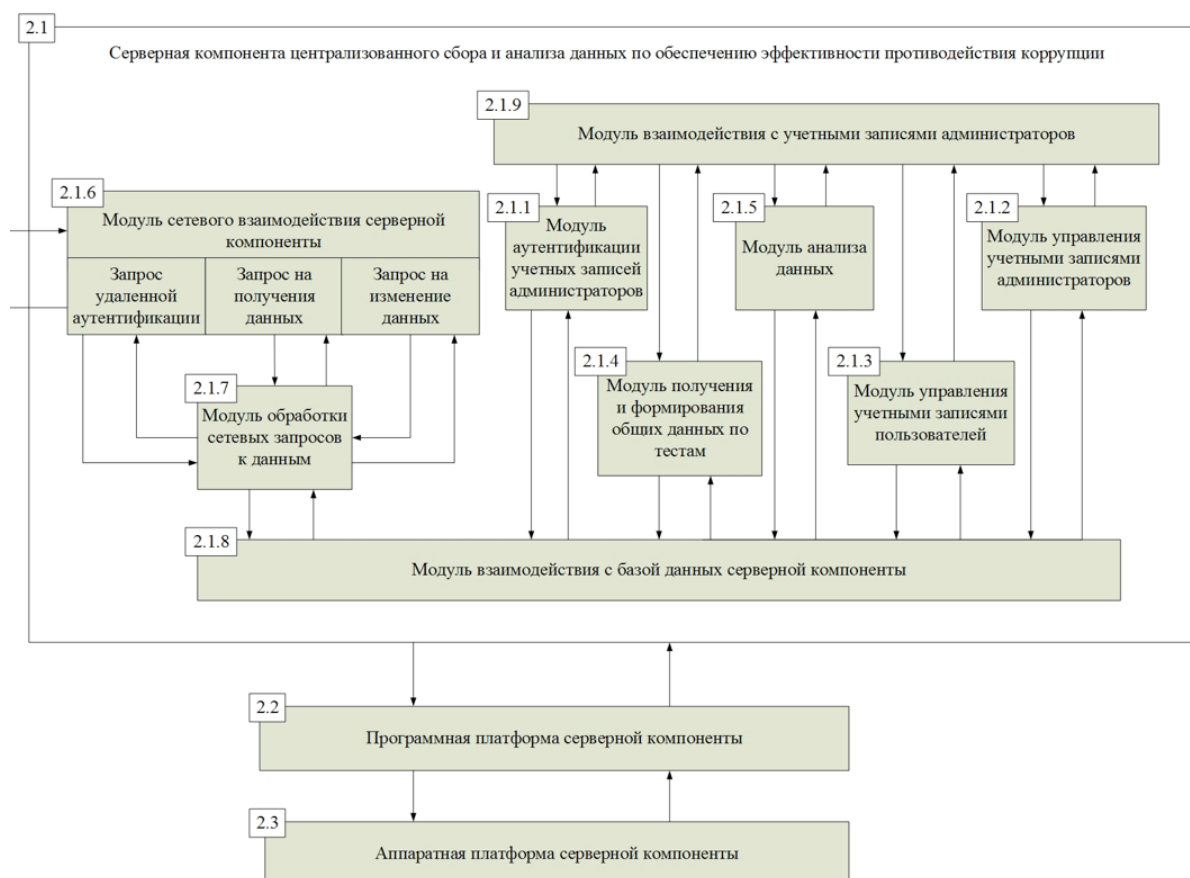 2.1
Серверная компонента централизованного сбора и анализа данных по обеспечению эффективности противодействия коррупции
2.1.9
Модуль взаимодействия с учетными записями администраторов
2.1.6
Модуль сетевого взаимодействия серверной
компоненты
Запрос
удаленной
аутентификации
Запрос на
получения
данных
Запрос на
изменение
данных
2.1.1
Модуль
аутентификации
учетных записей
администраторов
2.1.5
Модуль анализа
данных
2.1.2
Модуль управления
учетными записями
администраторов
2.1.7
Модуль обработки
сетевых запросов
к данным
2.1.4
Модуль получения
и формирования
общих данных по
тестам
2.1.3
Модуль управления
учетными записями
пользователей
2.1.8
Модуль взаимодействия с базой данных серверной компоненты
2.2
Программная платформа серверной компоненты
2.3
Аппаратная платформа серверной компоненты